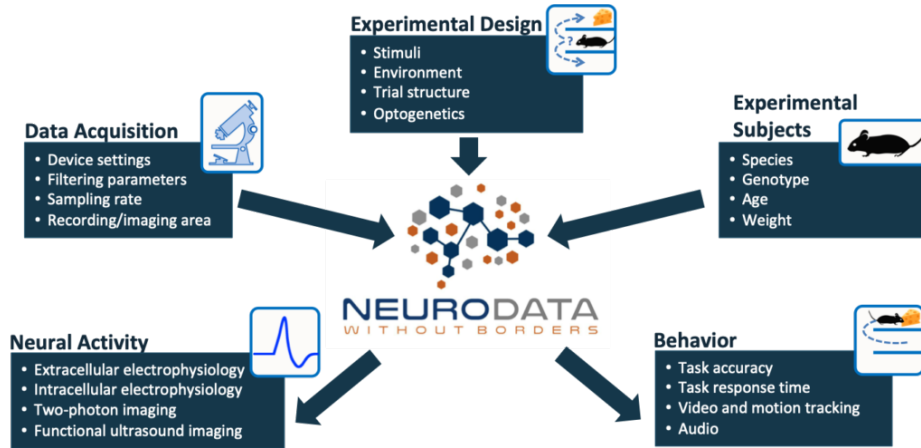 Experimental Design
• Stimuli
• Environment
• Trial structure
• Optogenetics
?
Data Acquisition
• Device settings
• Filtering parameters
• Sampling rate
• Recording/imaging area
Experimental
Subjects
• Species
• Genotype
• Age
• Weight
NEURODATA
WITHOUT BORDERS
Neural Activity
• Extracellular electrophysiology
• Intracellular electrophysiology
• Two-photon imaging
• Functional ultrasound imaging
Behavior
• Task accuracy
• Task response time
• Video and motion tracking
• Audio